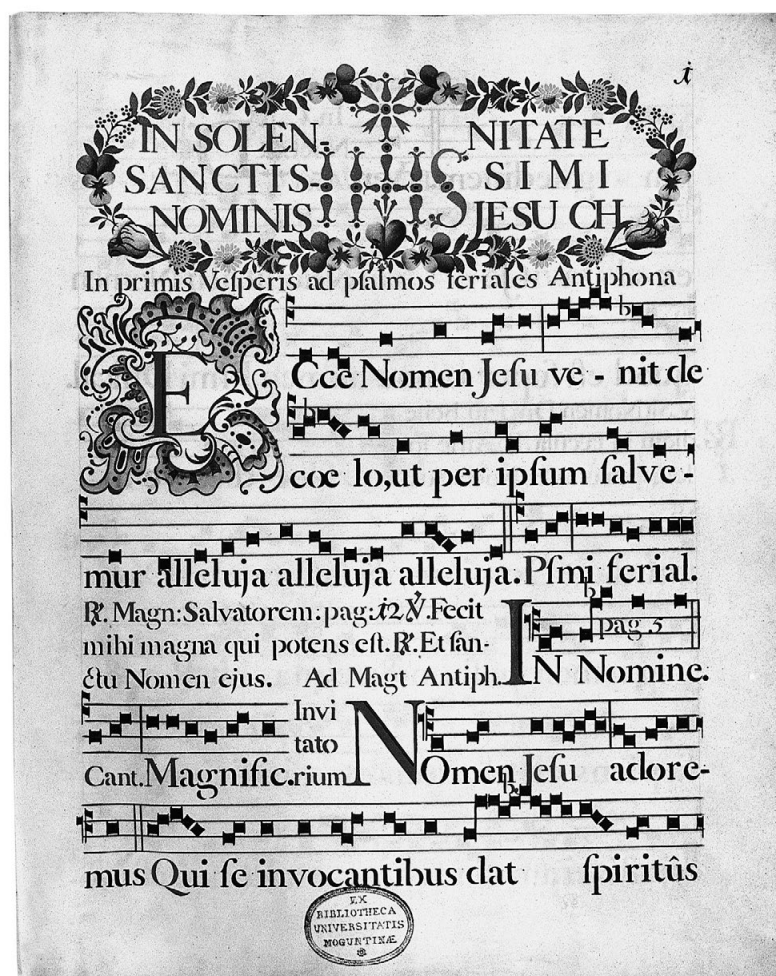 i
IN SOLEN- NITATE
SANCTIS- IHS SIMI
NOMINIS JESU CH
In primis Veſperis ad pſalmos feriales Antiphona
ECce Nomen Jeſu ve - nit de
coe lo,ut per ipſum ſalve -
mur alleluja alleluja alleluja. Pſmi ferial.
℟. Magn: Salvatorem. pag: 12 ℣. Fecit
mihi magna qui potens eſt. ℟. Et ſan-
ctu Nomen ejus. Ad Magt Antiph. IN Nomine.
pag 5
Cant. Magnific. Invi
tato
rium NOmen Jeſu adore-
mus Qui ſe invocantibus dat ſpiritûs
EX
BIBLIOTHECA
UNIVERSITATIS
MOGUNTINÆ